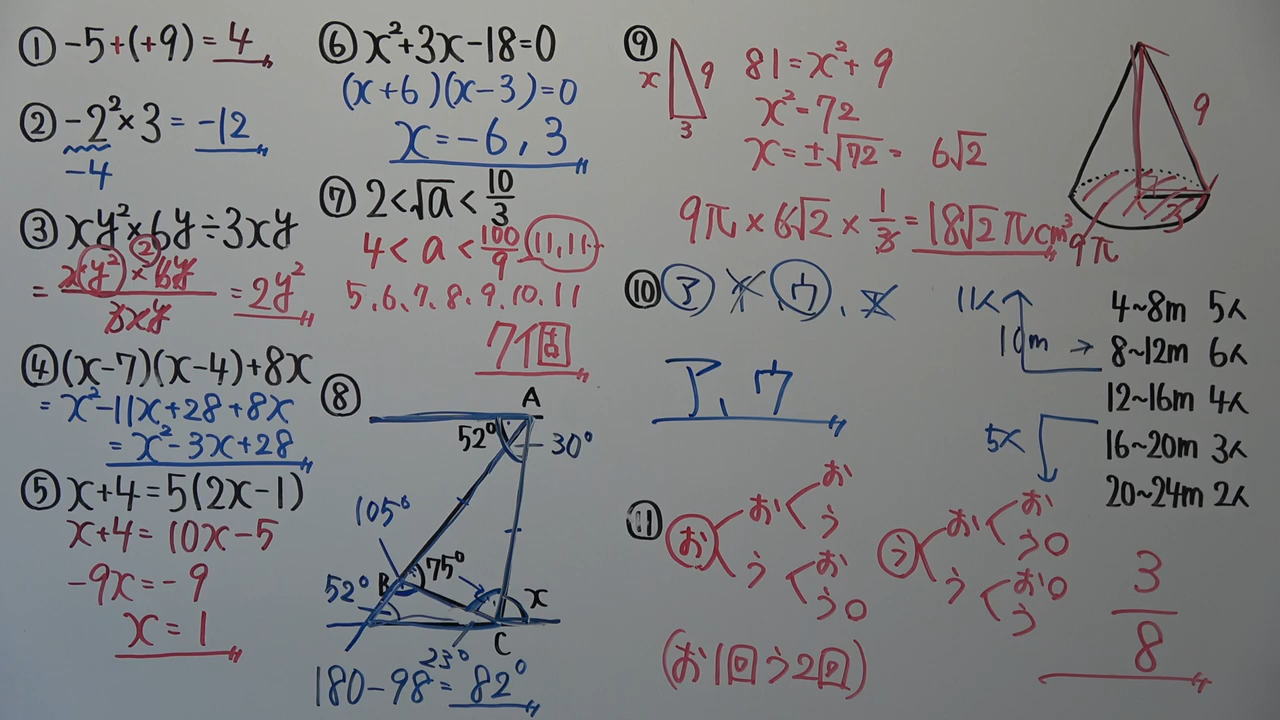 ① -5+(+9) = 4
② -2²×3 = -12
-4
③ xy²×6y÷3xy
= xy²×6y / 3xy = 2y²
2
④ (x-7)(x-4)+8x
= x²-11x+28+8x
= x²-3x+28
⑤ x+4=5(2x-1)
x+4=10x-5
-9x=-9
x=1
⑥ x²+3x-18=0
(x+6)(x-3)=0
x=-6, 3
⑦ 2<√a<10/3
4<a<100/9 11,11…
5.6.7.8.9.10.11
7個
⑧ A
52° 30°
105°
B 75°
52° x
C
23°
180-98=82°
⑨ x 9 3
81=x²+9
x²=72
x=±√72= 6√2
9π×6√2×1/3=18√2πcm³
9
3
9π
⑩ ア イ ウ エ
ア、ウ
11人
10m
5人
4~8m 5人
8~12m 6人
12~16m 4人
16~20m 3人
20~24m 2人
⑪ お お お
う
う お
う○
う お お
う○
う お○
う
(お1回う2回)
3/8